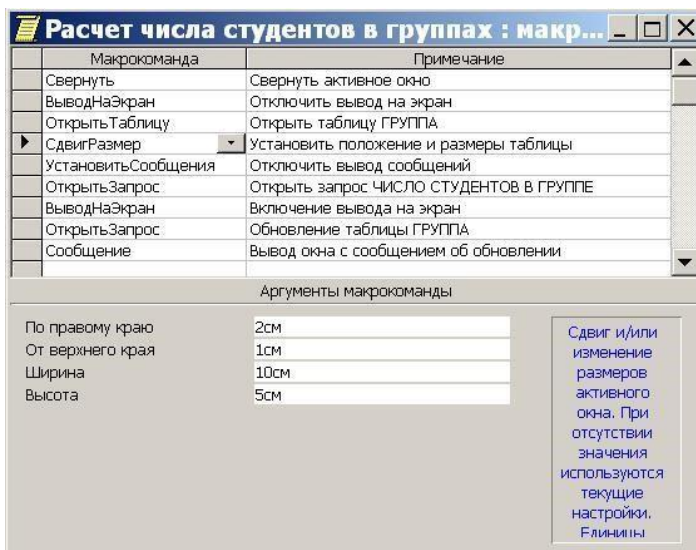 Расчет числа студентов в группах : макр...
Макрокоманда Примечание
Свернуть Свернуть активное окно
ВыводНаЭкран Отключить вывод на экран
ОткрытьТаблицу Открыть таблицу ГРУППА
СдвигРазмер Установить положение и размеры таблицы
УстановитьСообщения Отключить вывод сообщений
ОткрытьЗапрос Открыть запрос ЧИСЛО СТУДЕНТОВ В ГРУППЕ
ВыводНаЭкран Включение вывода на экран
ОткрытьЗапрос Обновление таблицы ГРУППА
Сообщение Вывод окна с сообщением об обновлении
Аргументы макрокоманды
По правому краю 2см
От верхнего края 1см
Ширина 10см
Высота 5см
Сдвиг и/или
изменение
размеров
активного
окна. При
отсутствии
значения
используются
текущие
настройки.
Единицы